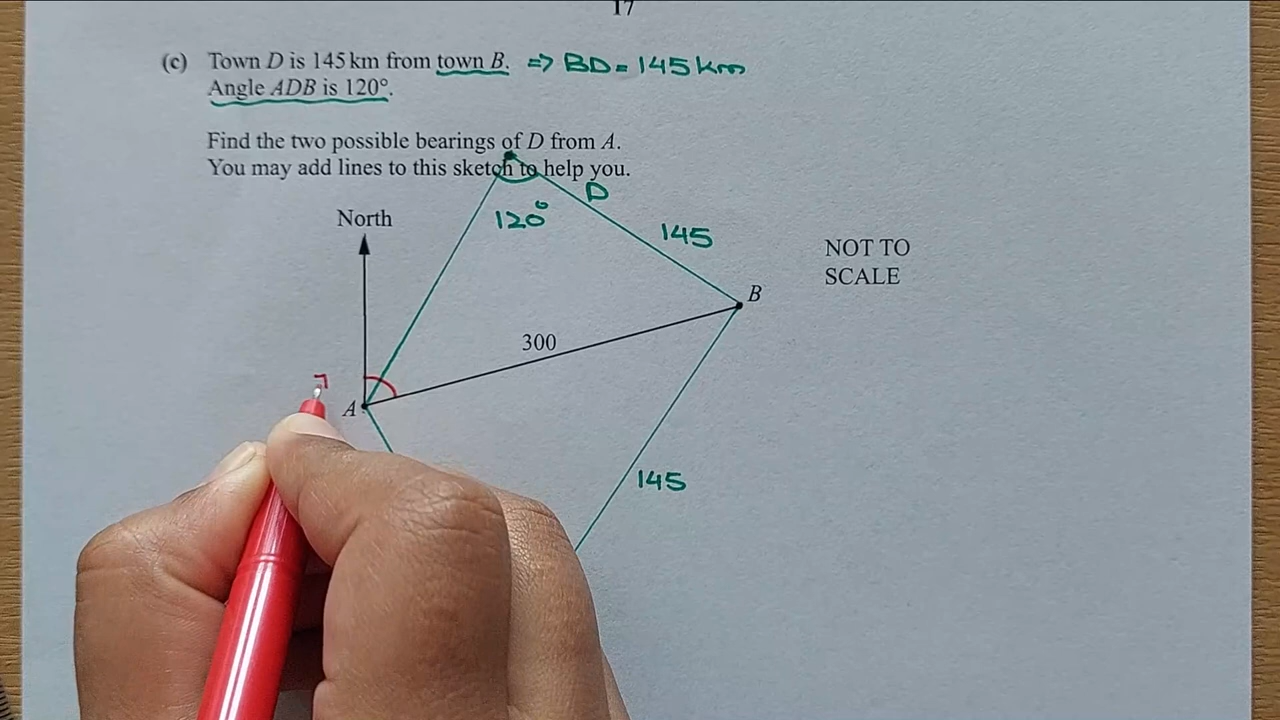 17
(c) Town D is 145 km from town B. => BD = 145 km
Angle ADB is 120°.
Find the two possible bearings of D from A.
You may add lines to this sketch to help you.
D
North
120°
145
NOT TO
SCALE
B
300
7
A
145